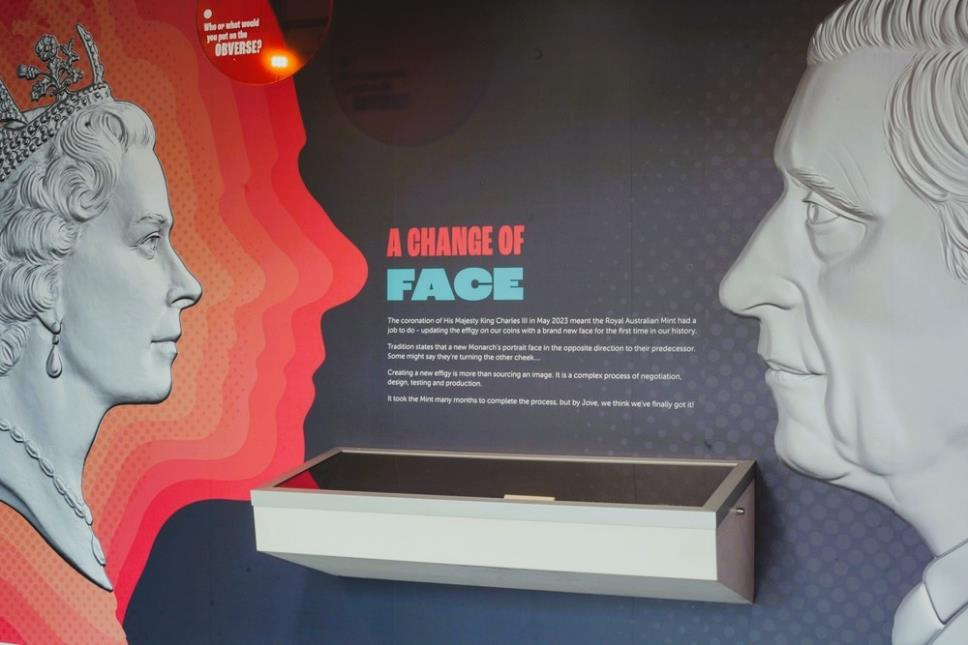 Who or what would
you put on the
OBVERSE?
A CHANGE OF
FACE
The coronation of His Majesty King Charles III in May 2023 meant the Royal Australian Mint had a
job to do - updating the effigy on our coins with a brand new face for the first time in our history.
Tradition states that a new Monarch's portrait face in the opposite direction to their predecessor.
Some might say they're turning the other cheek....
Creating a new effigy is more than sourcing an image. It is a complex process of negotiation,
design, testing and production.
It took the Mint many months to complete the process, but by Jove, we think we've finally got it!